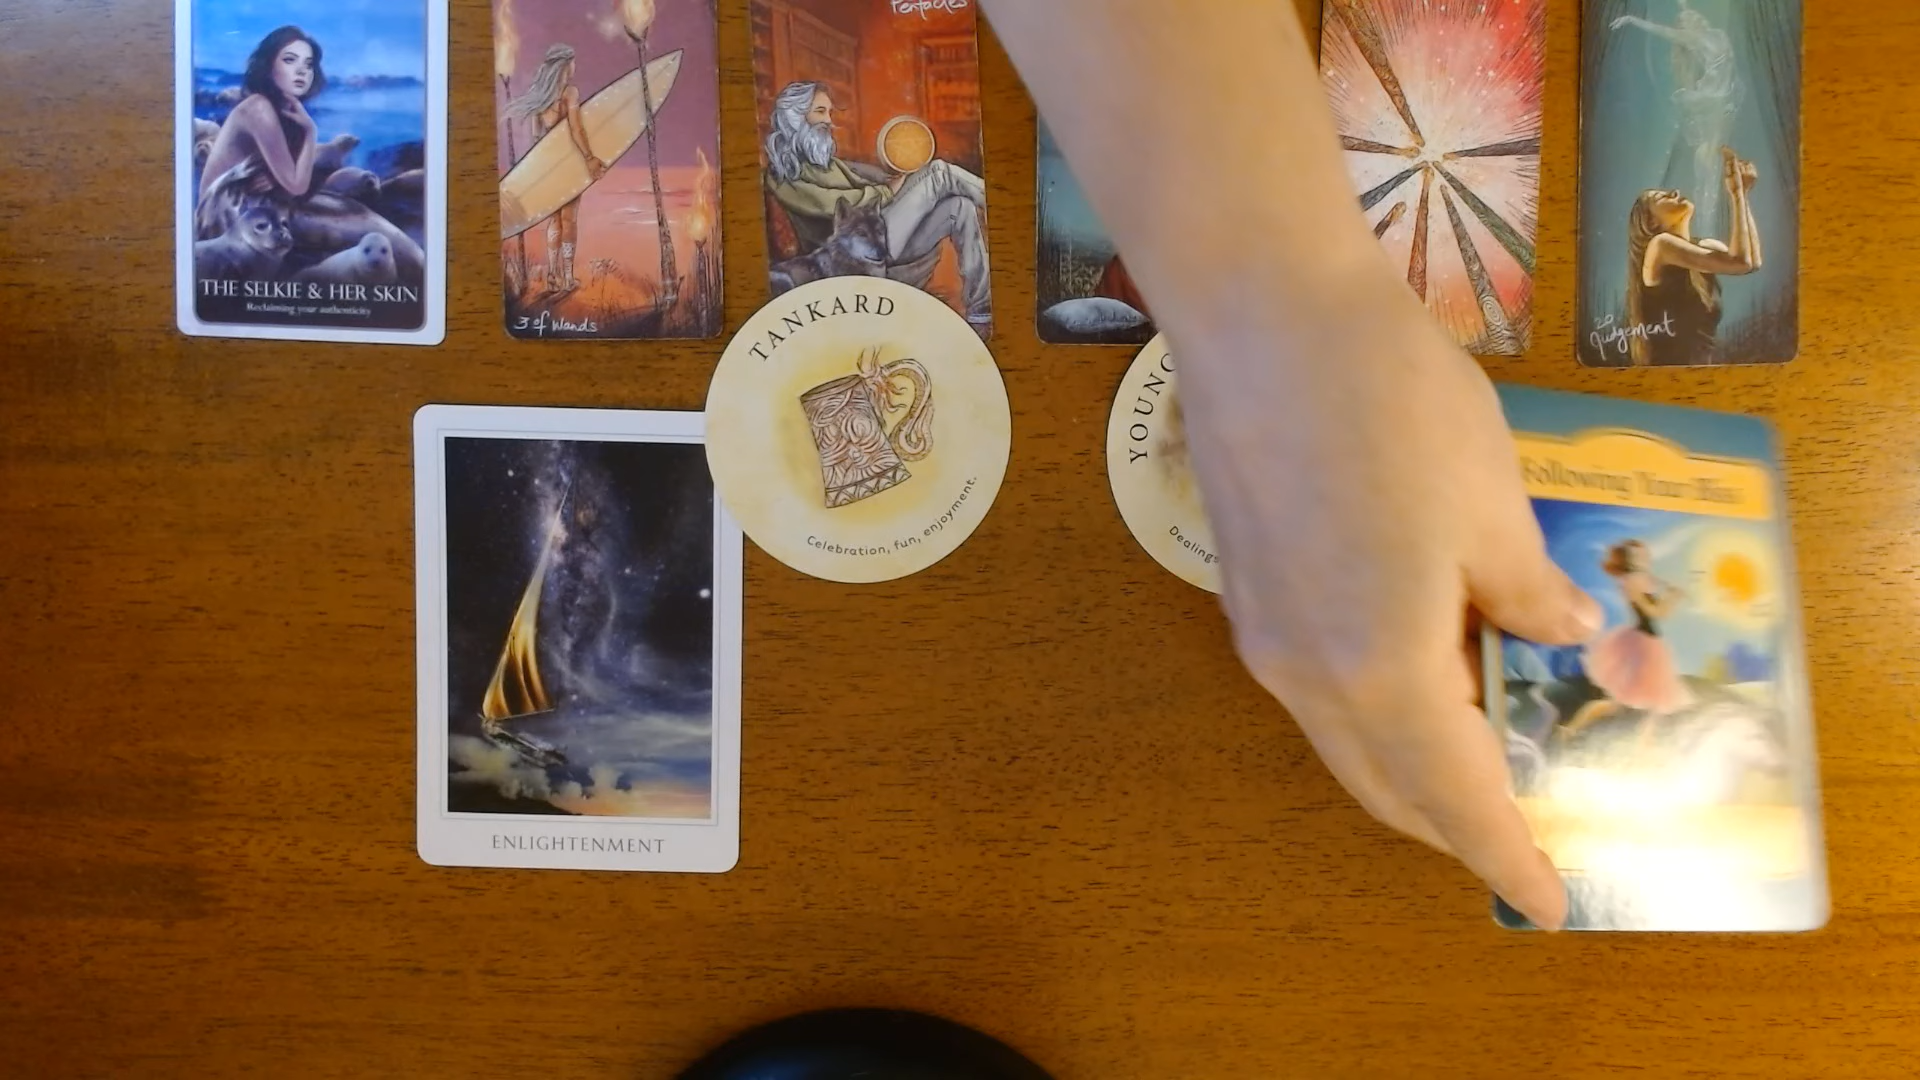 Pentacles
THE SELKIE & HER SKIN
Reclaiming your authenticity
3 of Wands
20
Judgement
TANKARD
Celebration, fun, enjoyment.
YOUNG
Dealings
Following Your Bliss
ENLIGHTENMENT